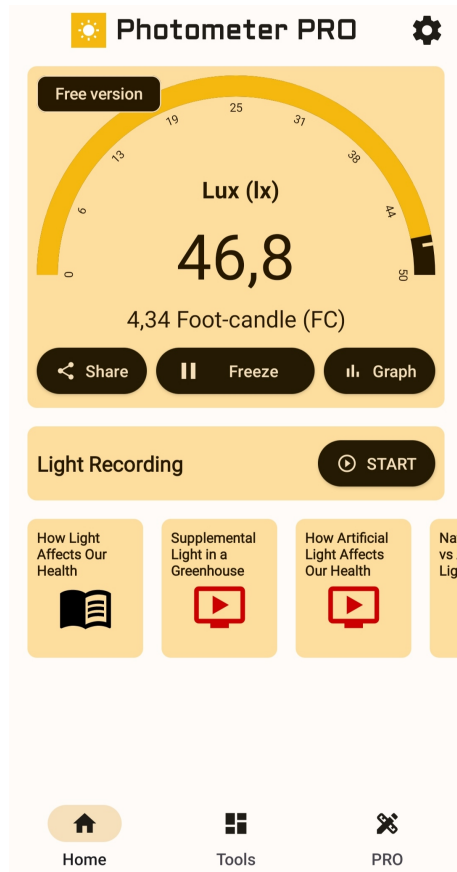 Photometer PRO
Free version
0
6
13
19
25
31
38
44
50
Lux (lx)
46,8
4,34 Foot-candle (FC)
Share
Freeze
Graph
Light Recording
START
How Light
Affects Our
Health
Supplemental
Light in a
Greenhouse
How Artificial
Light Affects
Our Health
vs
Home
Tools
PRO